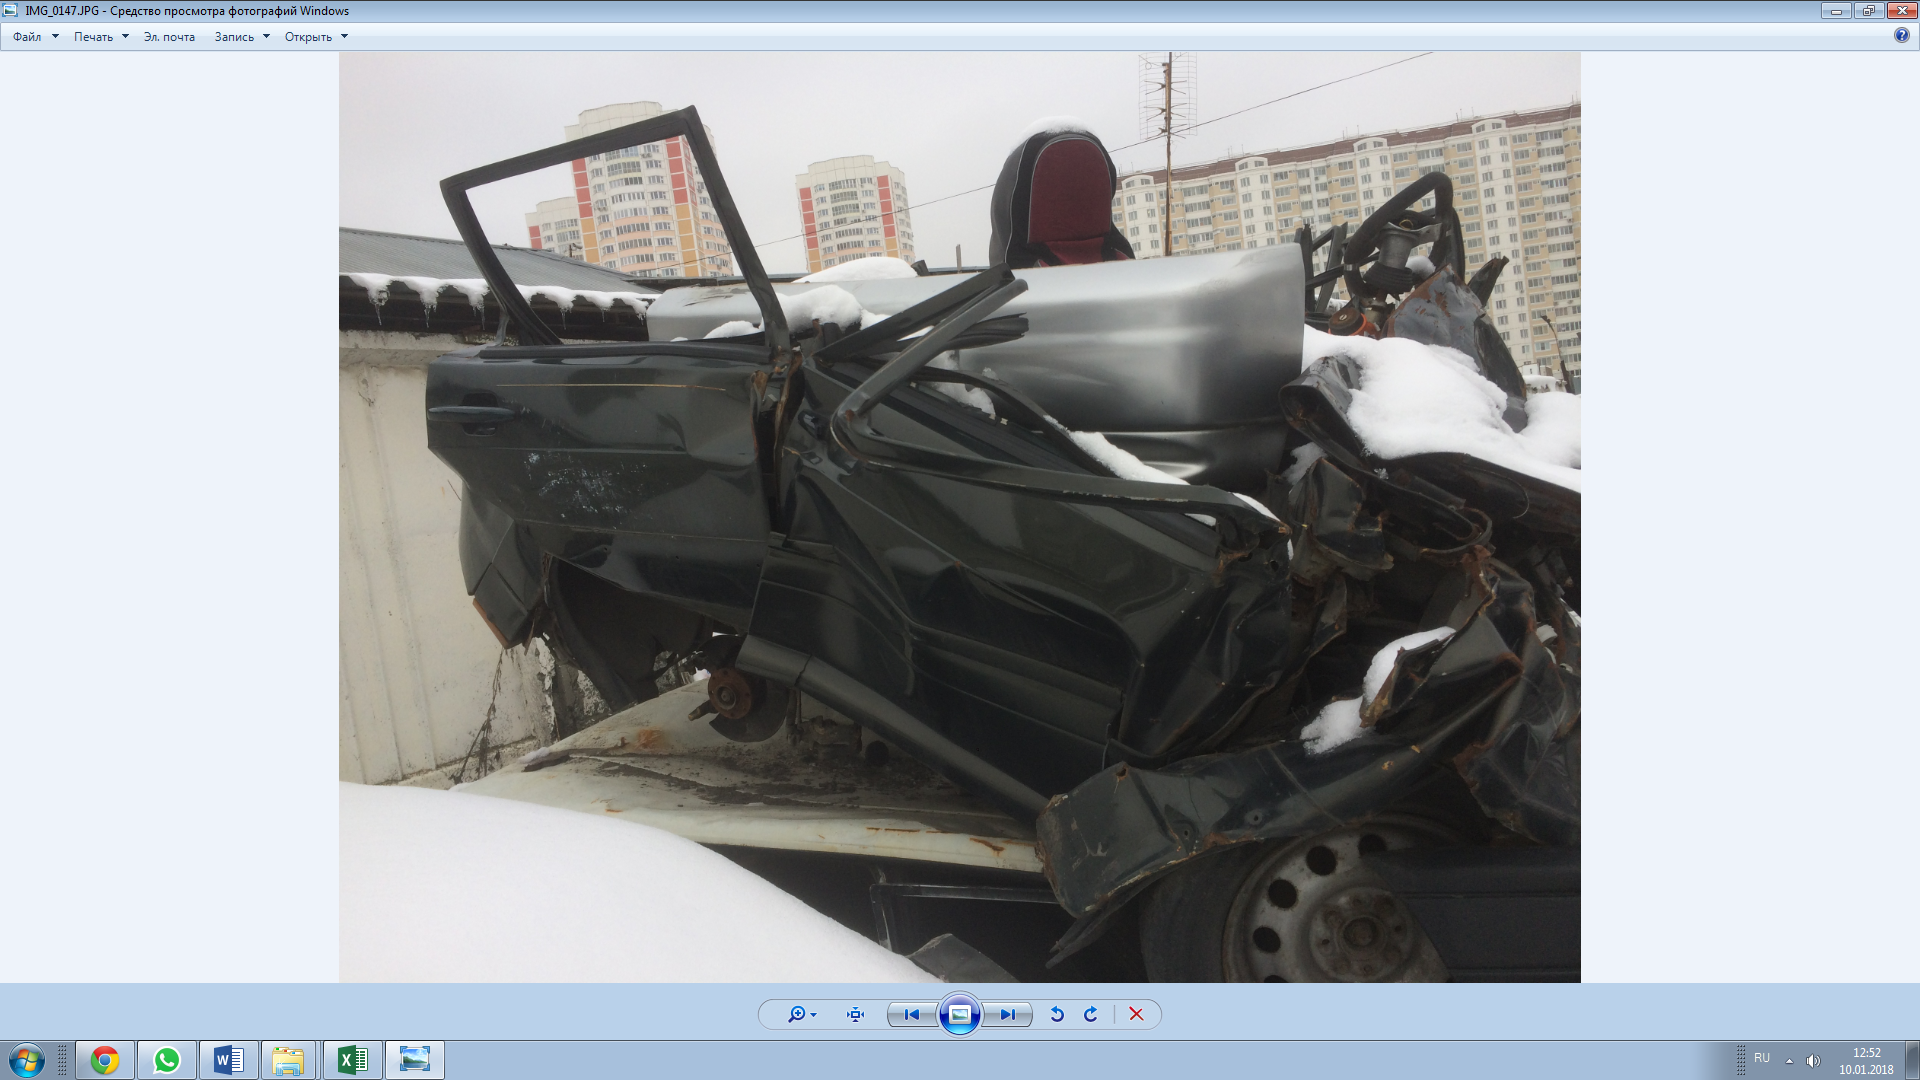 IMG_0147.JPG - Средство просмотра фотографий Windows
Файл Печать Эл. почта Запись Открыть
RU
12:52
10.01.2018